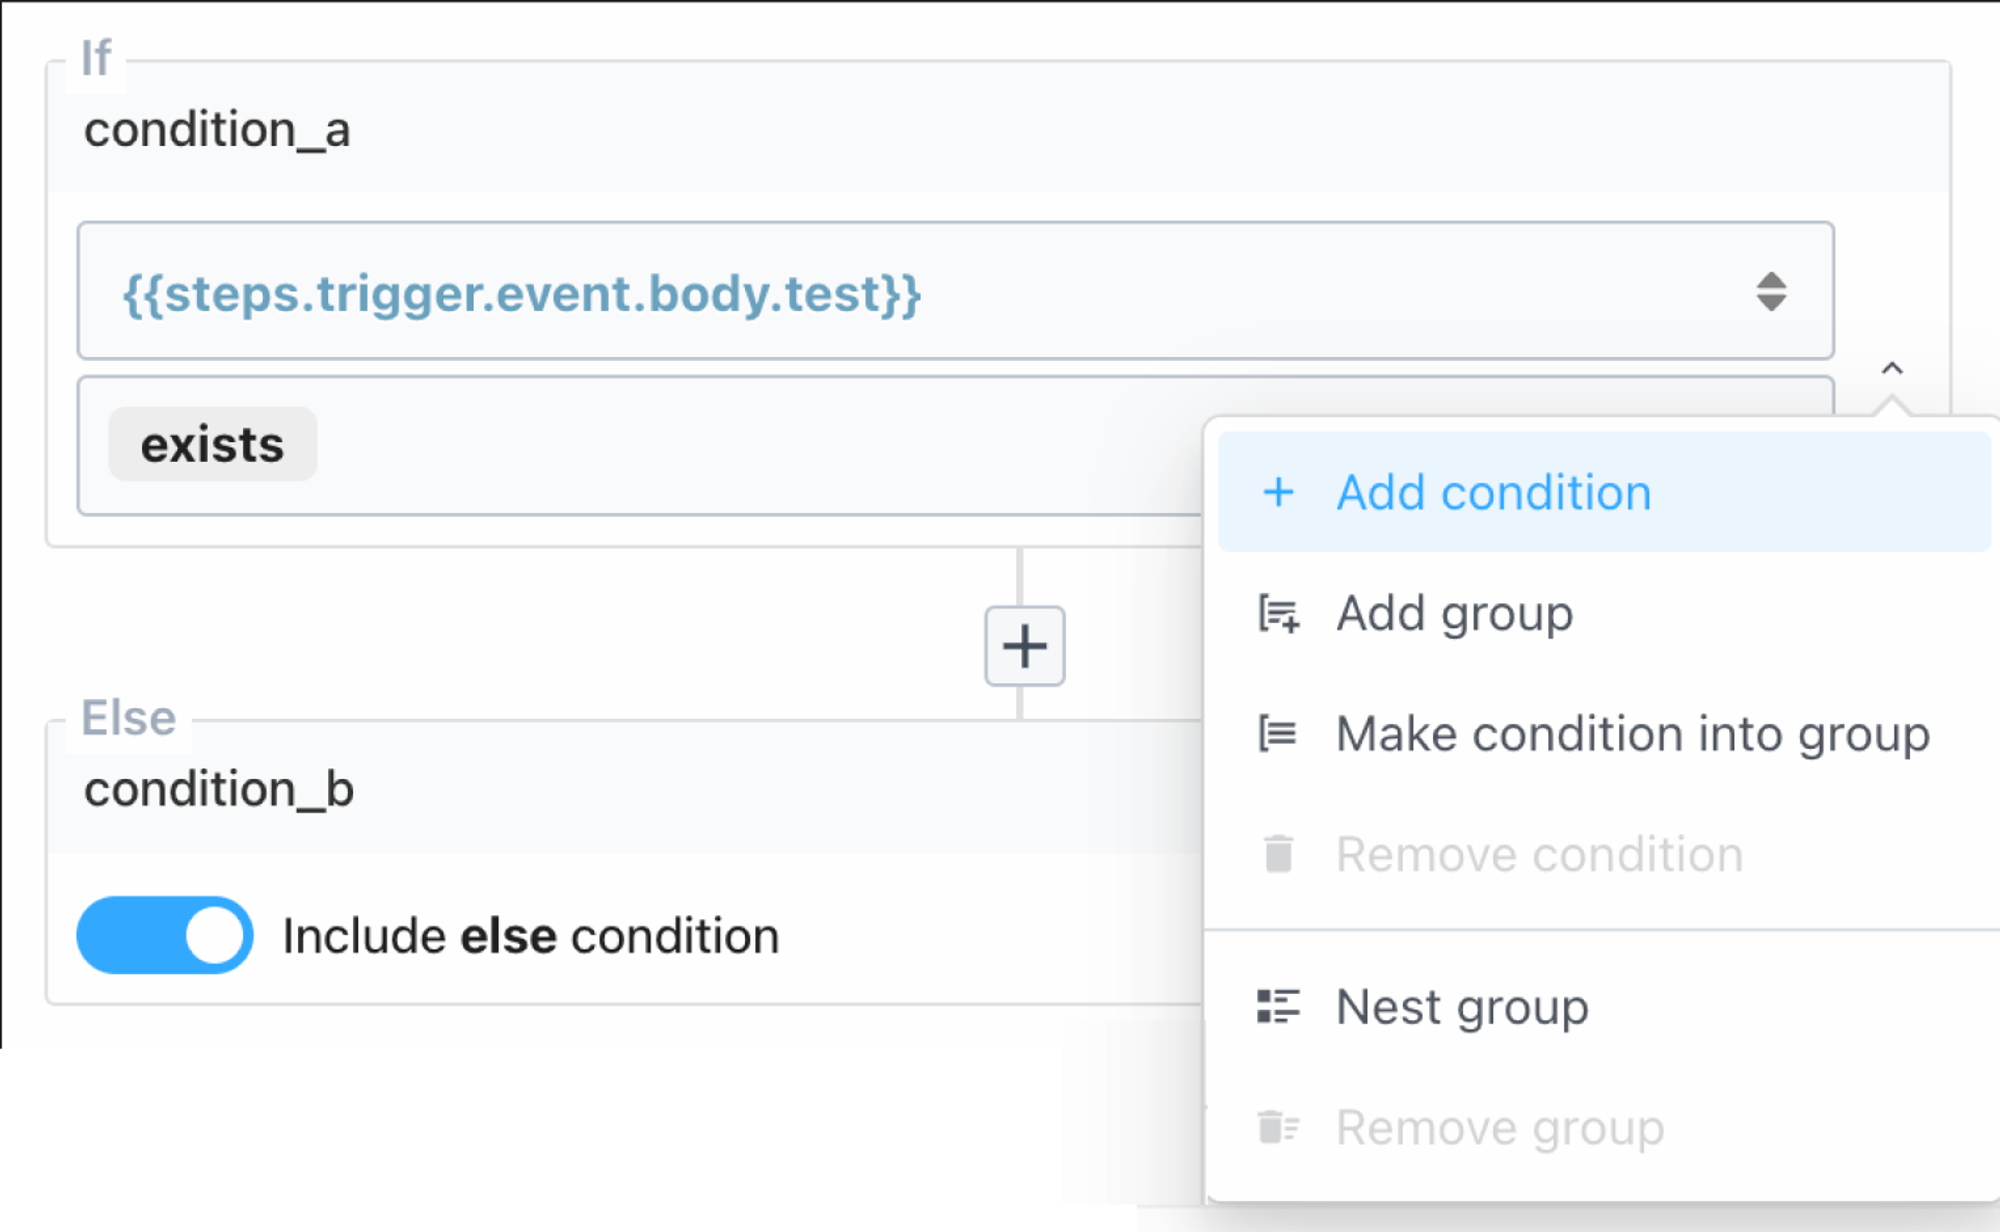 If
condition_a
{{steps.trigger.event.body.test}}
exists
Add condition
Add group
Make condition into group
Remove condition
Nest group
Remove group
Else
condition_b
Include else condition